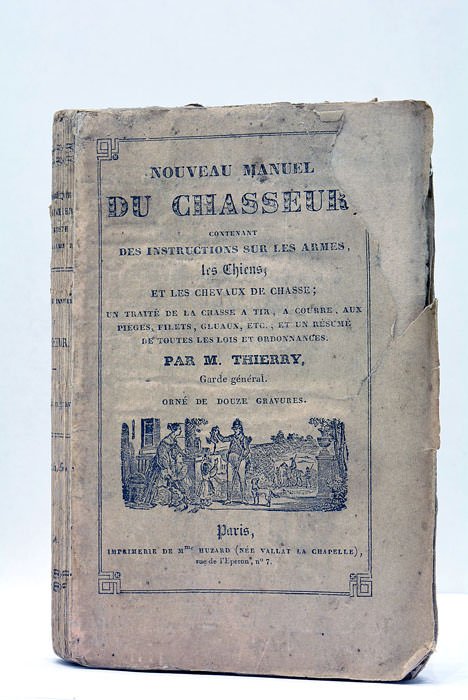 NOUVEAU MANUEL
DU CHASSEUR
CONTENANT
DES INSTRUCTIONS SUR LES ARMES,
les Chiens;
ET LES CHEVAUX DE CHASSE;
UN TRAITÉ DE LA CHASSE A TIR, A COURRE, AUX
PIÉGES, FILETS, GLUAUX, ETC.; ET UN RÉSUMÉ
DE TOUTES LES LOIS ET ORDONNANCES.
PAR M. THIERRY,
Garde général.
ORNÉ DE DOUZE GRAVURES.
Paris,
IMPRIMERIE DE Mme HUZARD (NÉE VALLAT LA CHAPELLE),
rue de l'Eperon, no 7.